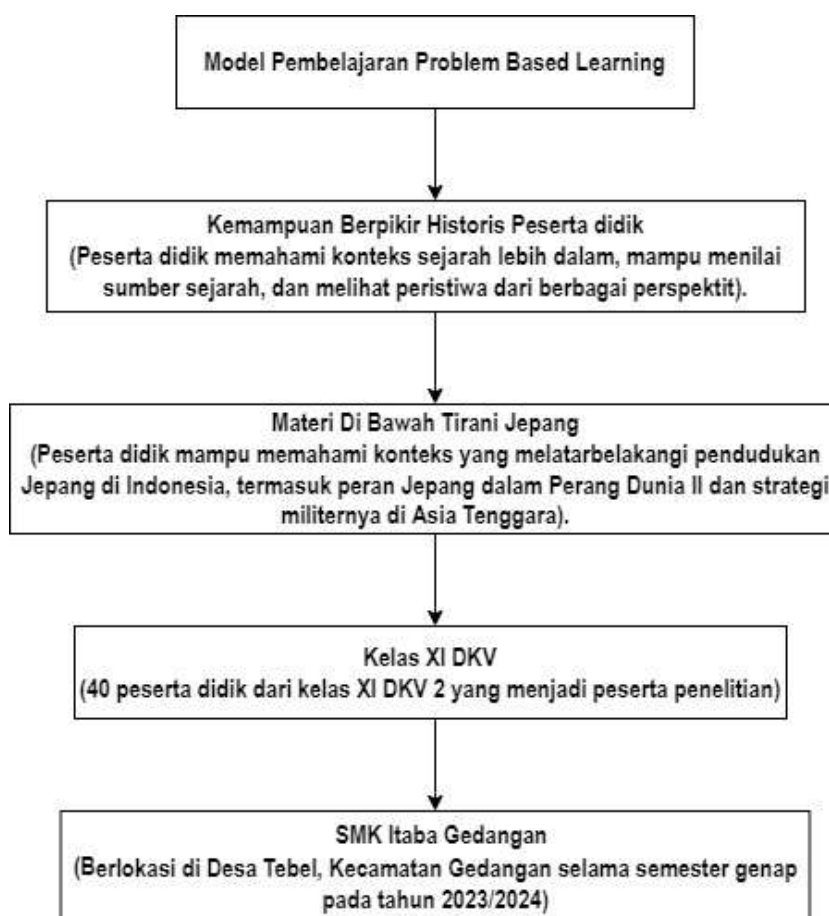 Model Pembelajaran Problem Based Learning
Kemampuan Berpikir Historis Peserta didik
(Peserta didik memahami konteks sejarah lebih dalam, mampu menilai
sumber sejarah, dan melihat peristiwa dari berbagai perspektit).
Materi Di Bawah Tirani Jepang
(Peserta didik mampu memahami konteks yang melatarbelakangi pendudukan
Jepang di Indonesia, termasuk peran Jepang dalam Perang Dunia II dan strategi
militernya di Asia Tenggara).
Kelas XI DKV
(40 peserta didik dari kelas XI DKV 2 yang menjadi peserta penelitian)
SMK Itaba Gedangan
(Berlokasi di Desa Tebel, Kecamatan Gedangan selama semester genap
pada tahun 2023/2024)